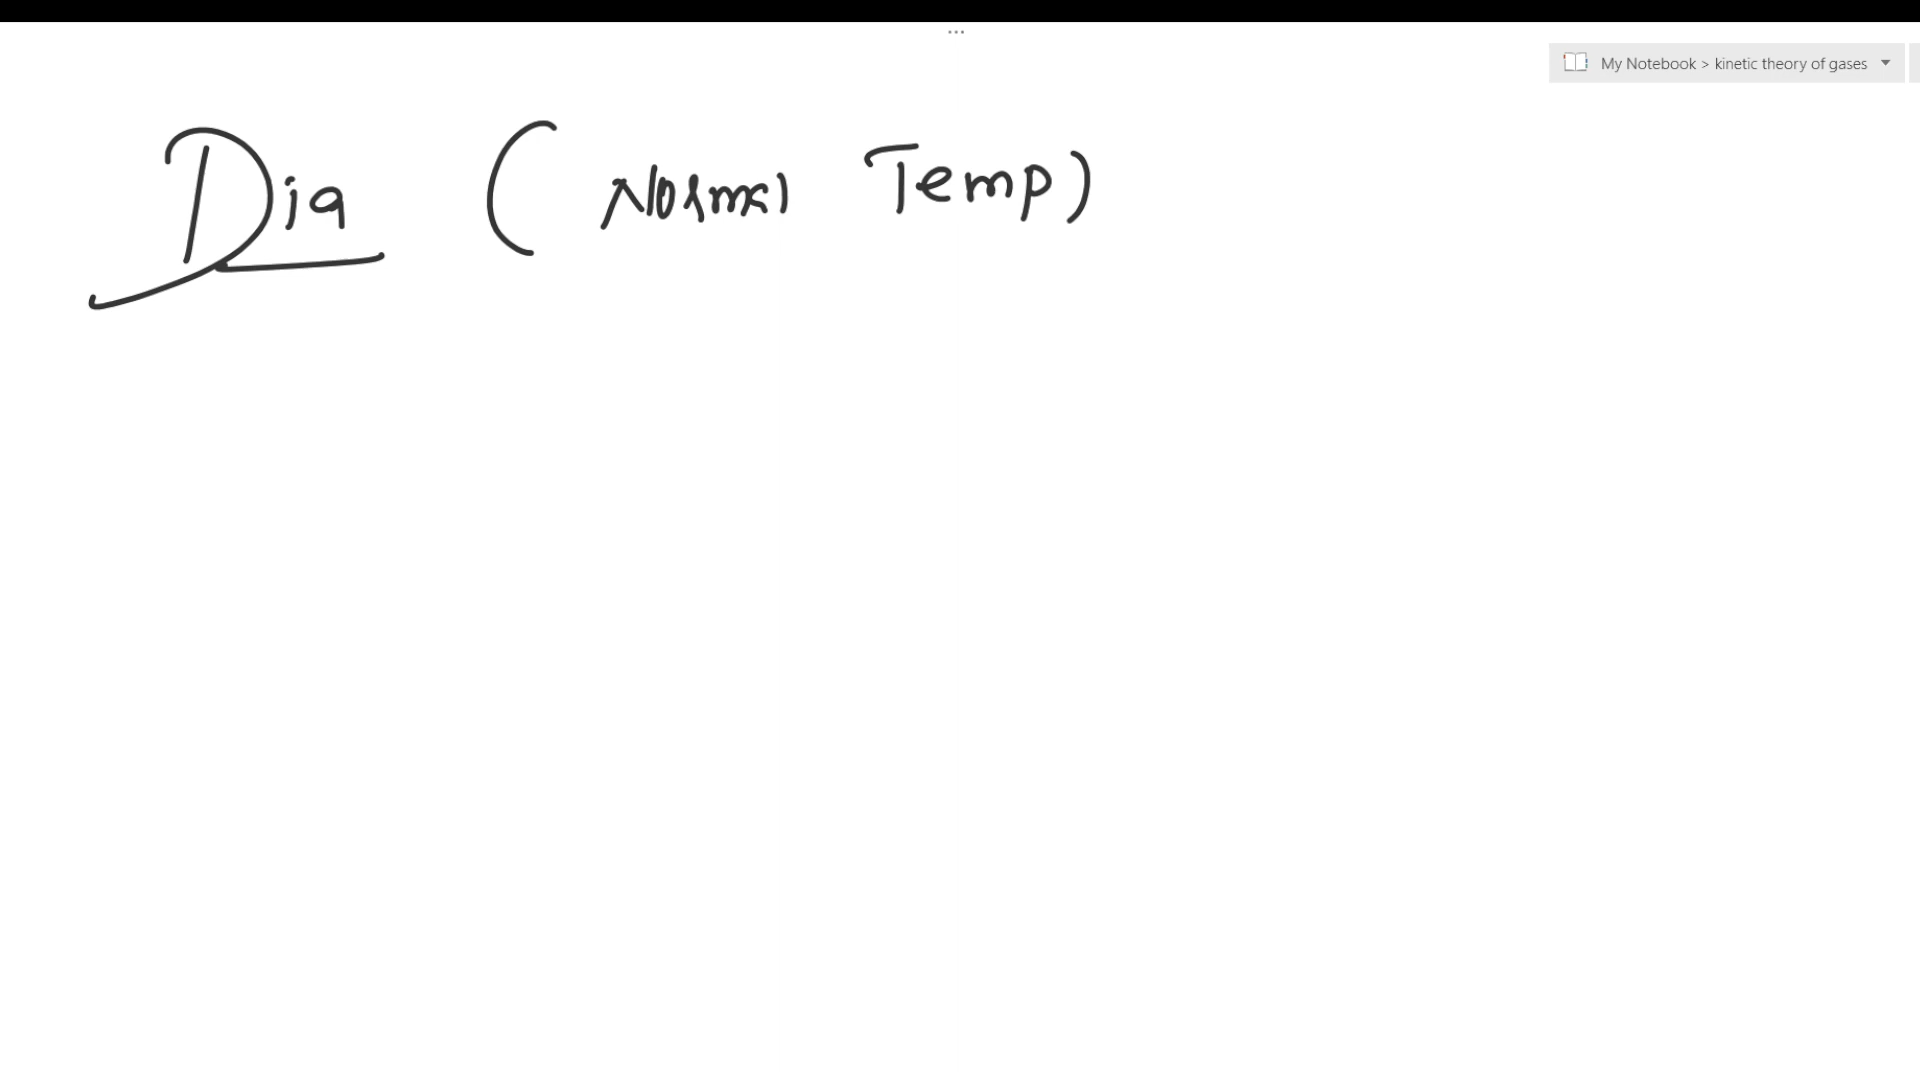 ...
My Notebook > kinetic theory of gases
Dia ( Normal Temp)